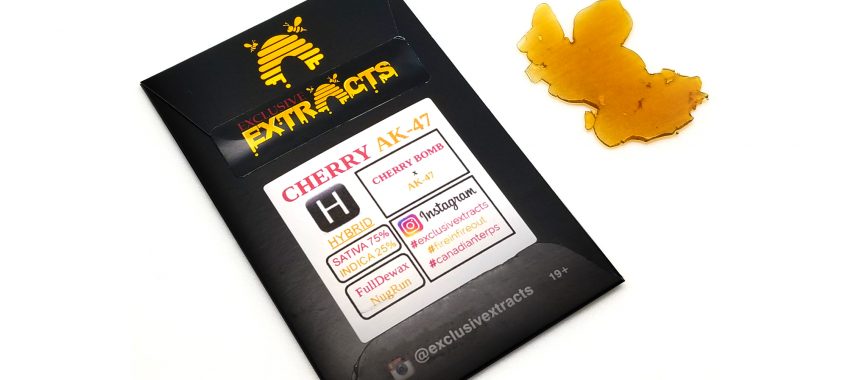 EXCLUSIVE
EXTRACTS
CHERRY AK-47
H
HYBRID
SATIVA 75%
INDICA 25%
FullDewax
NugRun
CHERRY BOMB
x
AK-47
Instagram
#exclusivextracts
#fireinfireout
#canadianterps
@exclusivextracts
19+